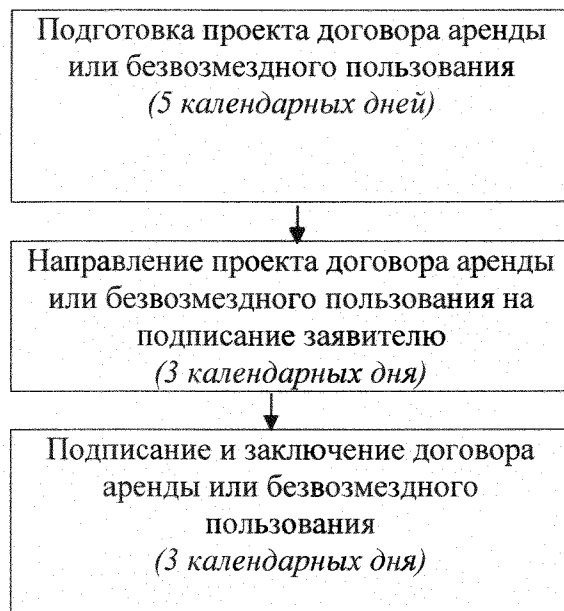 Подготовка проекта договора аренды
или безвозмездного пользования
(5 календарных дней)
Направление проекта договора аренды
или безвозмездного пользования на
подписание заявителю
(3 календарных дня)
Подписание и заключение договора
аренды или безвозмездного
пользования
(3 календарных дня)